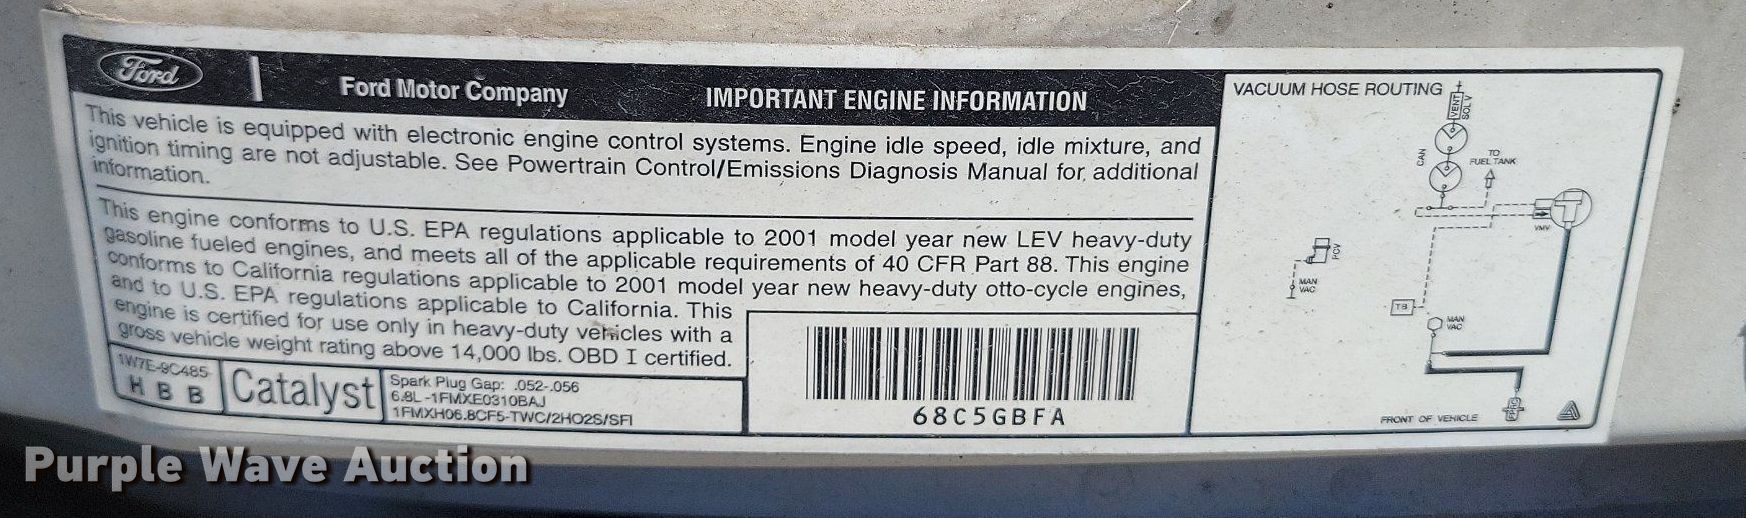 Ford
Ford Motor Company
IMPORTANT ENGINE INFORMATION
This vehicle is equipped with electronic engine control systems. Engine idle speed, idle mixture, and
ignition timing are not adjustable. See Powertrain Control/Emissions Diagnosis Manual for additional
information.
This engine conforms to U.S. EPA regulations applicable to 2001 model year new LEV heavy-duty
gasoline fueled engines, and meets all of the applicable requirements of 40 CFR Part 88. This engine
conforms to California regulations applicable to 2001 model year new heavy-duty otto-cycle engines,
and to U.S. EPA regulations applicable to California. This
engine is certified for use only in heavy-duty vehicles with a
gross vehicle weight rating above 14,000 lbs. OBD I certified.
1W7E-9C485
H B B
Catalyst
Spark Plug Gap: .052-.056
6.8L-1FMXE0310BAJ
1FMXH06.8CF5-TWC/2HO2S/SFI
68C5GBFA
VACUUM HOSE ROUTING
VENT
SOL V
CAN
TO
FUEL TANK
VMV
PCV
MAN
VAC
TB
MAN
VAC
FPRG
FRONT OF VEHICLE
Purple Wave Auction